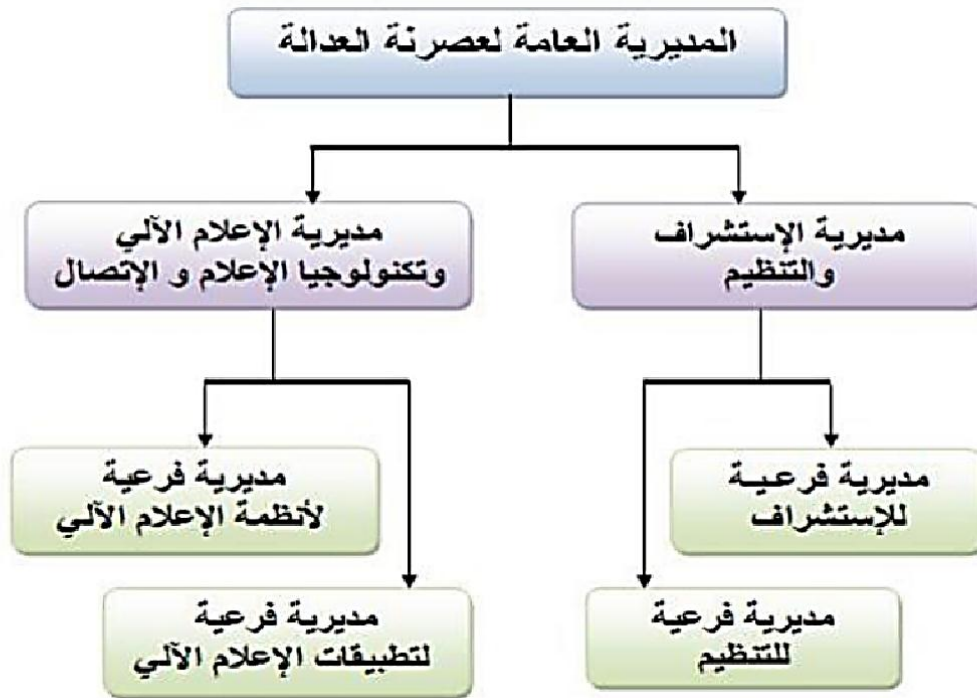 المديرية العامة لعصرنة العدالة
مديرية الإستشراف
والتنظيم
مديرية الإعلام الآلي
وتكنولوجيا الإعلام و الإتصال
مديرية فرعية
للإستشراف
مديرية فرعية
للتنظيم
مديرية فرعية
لأنظمة الإعلام الآلي
مديرية فرعية
لتطبيقات الإعلام الآلي